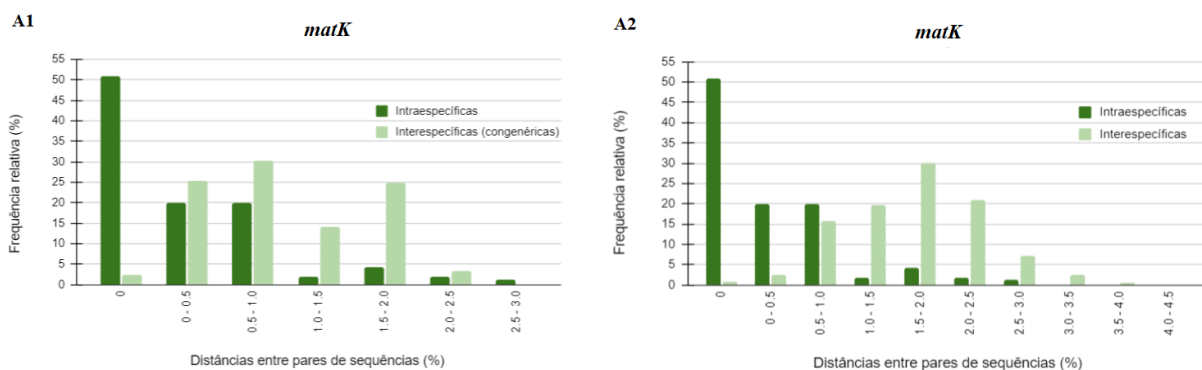 A1
matK
Frequência relativa (%)
55
50
45
40
35
30
25
20
15
10
5
0
Intraespecíficas
Interespecíficas (congenéricas)
0
0 - 0.5
0.5 - 1.0
1.0 - 1.5
1.5 - 2.0
2.0 - 2.5
2.5 - 3.0
Distâncias entre pares de sequências (%)
A2
matK
Frequência relativa (%)
55
50
45
40
35
30
25
20
15
10
5
0
Intraespecíficas
Interespecíficas
0
0 - 0.5
0.5 - 1.0
1.0 - 1.5
1.5 - 2.0
2.0 - 2.5
2.5 - 3.0
3.0 - 3.5
3.5 - 4.0
4.0 - 4.5
Distâncias entre pares de sequências (%)